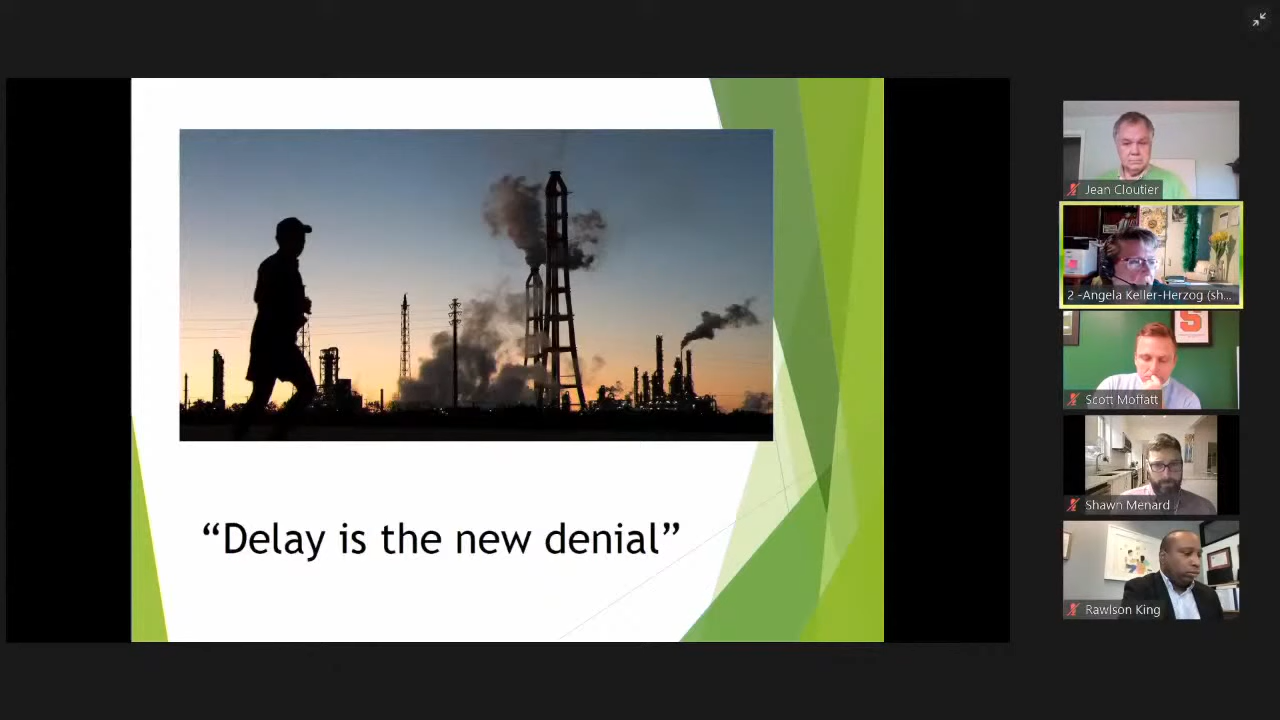 “Delay is the new denial”
Jean Cloutier
2 -Angela Keller-Herzog (sh...
Scott Moffatt
S
Shawn Menard
Rawlson King